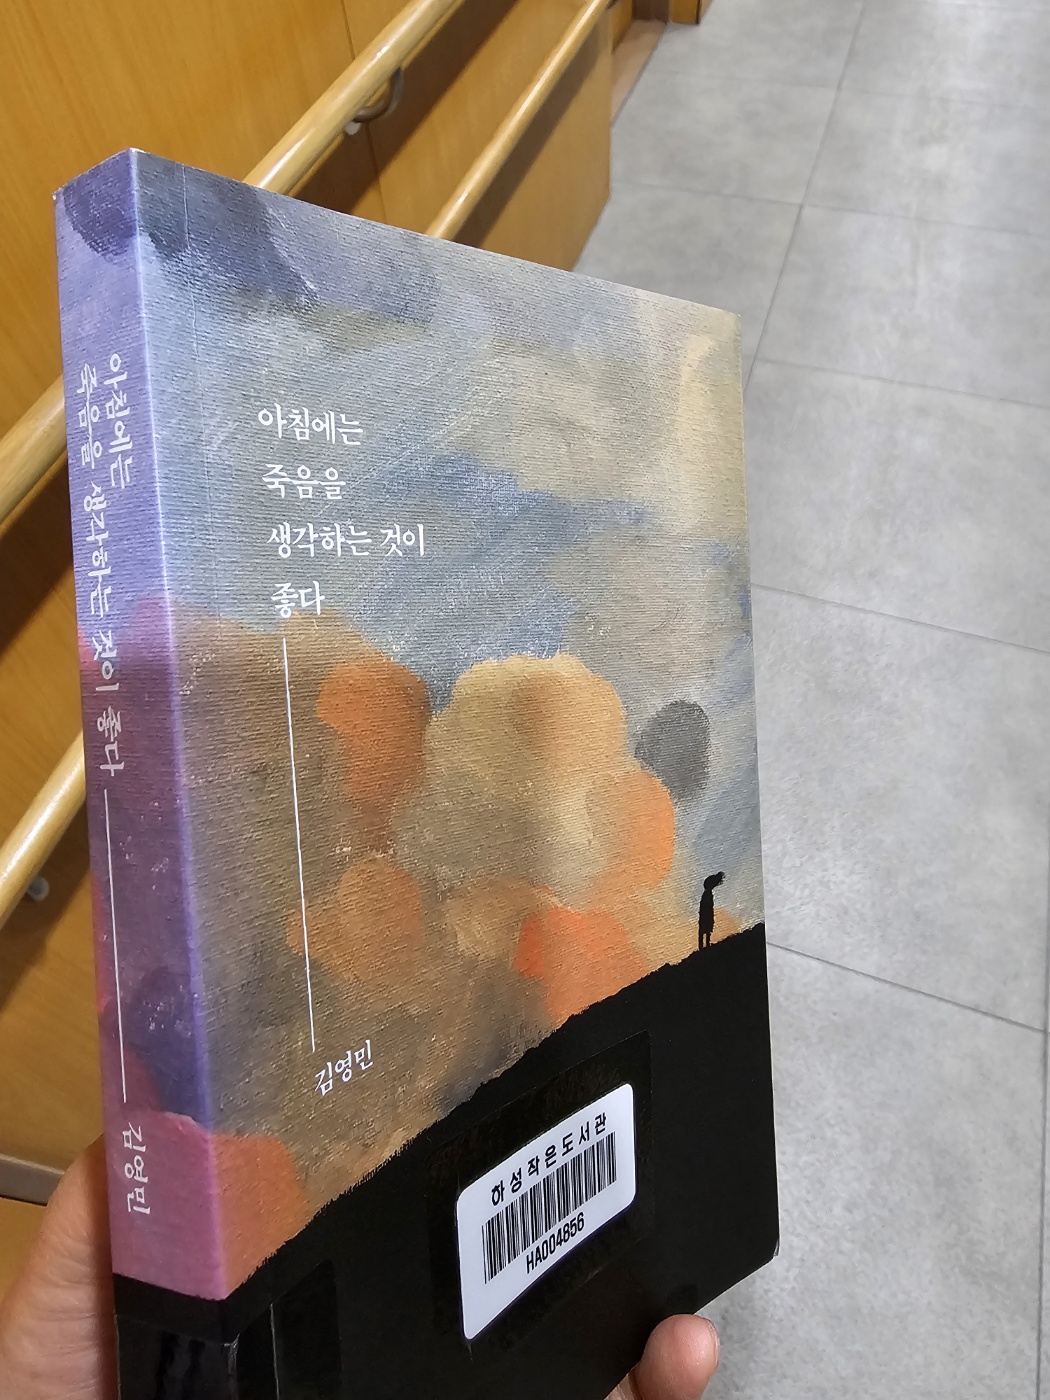 아침에는
죽음을 생각하는 것이 좋다
김영민
아침에는
죽음을
생각하는 것이
좋다
김영민
하성작은도서관
HA004856